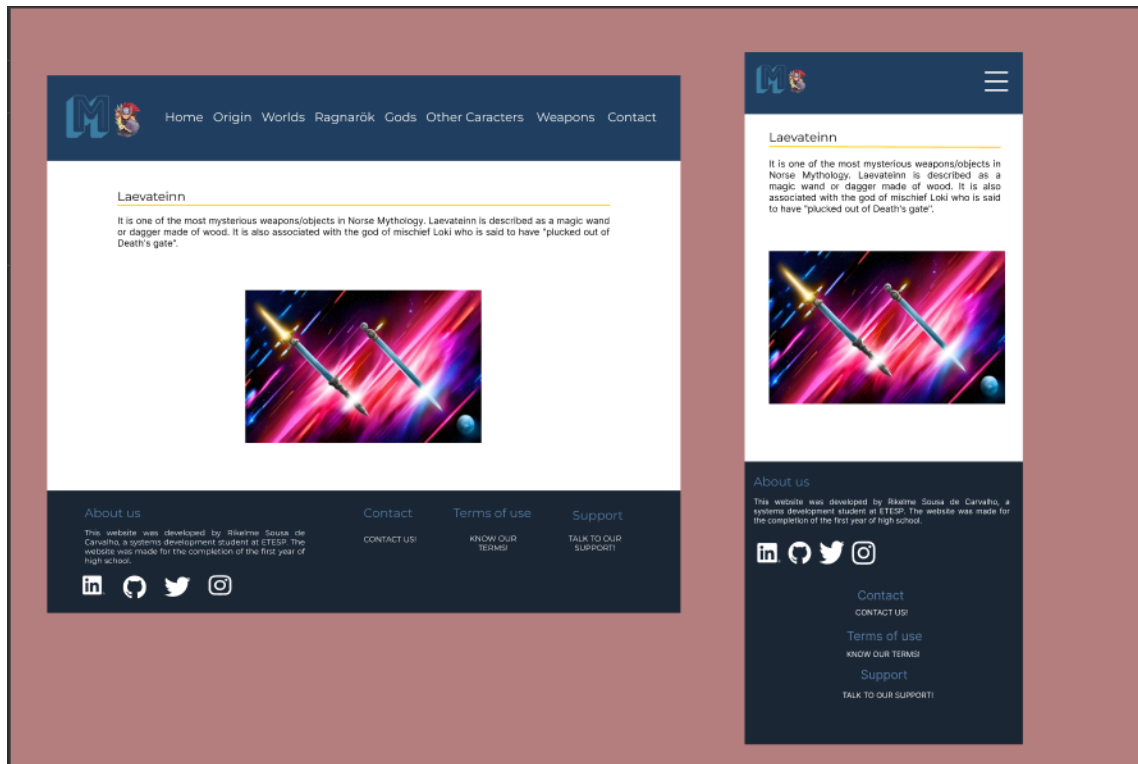 M
Home Origin Worlds Ragnarök Gods Other Caracters Weapons Contact
Laevateinn
It is one of the most mysterious weapons/objects in Norse Mythology. Laevateinn is described as a magic wand
or dagger made of wood. It is also associated with the god of mischief Loki who is said to have "plucked out of
Death's gate".
About us
This website was developed by Rikelme Sousa de
Carvalho, a systems development student at ETESP. The
website was made for the completion of the first year of
high school.
in
Contact
CONTACT US!
Terms of use
KNOW OUR
TERMS!
Support
TALK TO OUR
SUPPORT!
M
Laevateinn
It is one of the most mysterious weapons/objects in
Norse Mythology. Laevateinn is described as a
magic wand or dagger made of wood. It is also
associated with the god of mischief Loki who is said
to have "plucked out of Death's gate".
About us
This website was developed by Rikelme Sousa de Carvalho, a
systems development student at ETESP. The website was made for
the completion of the first year of high school.
in
Contact
CONTACT US!
Terms of use
KNOW OUR TERMS!
Support
TALK TO OUR SUPPORT!